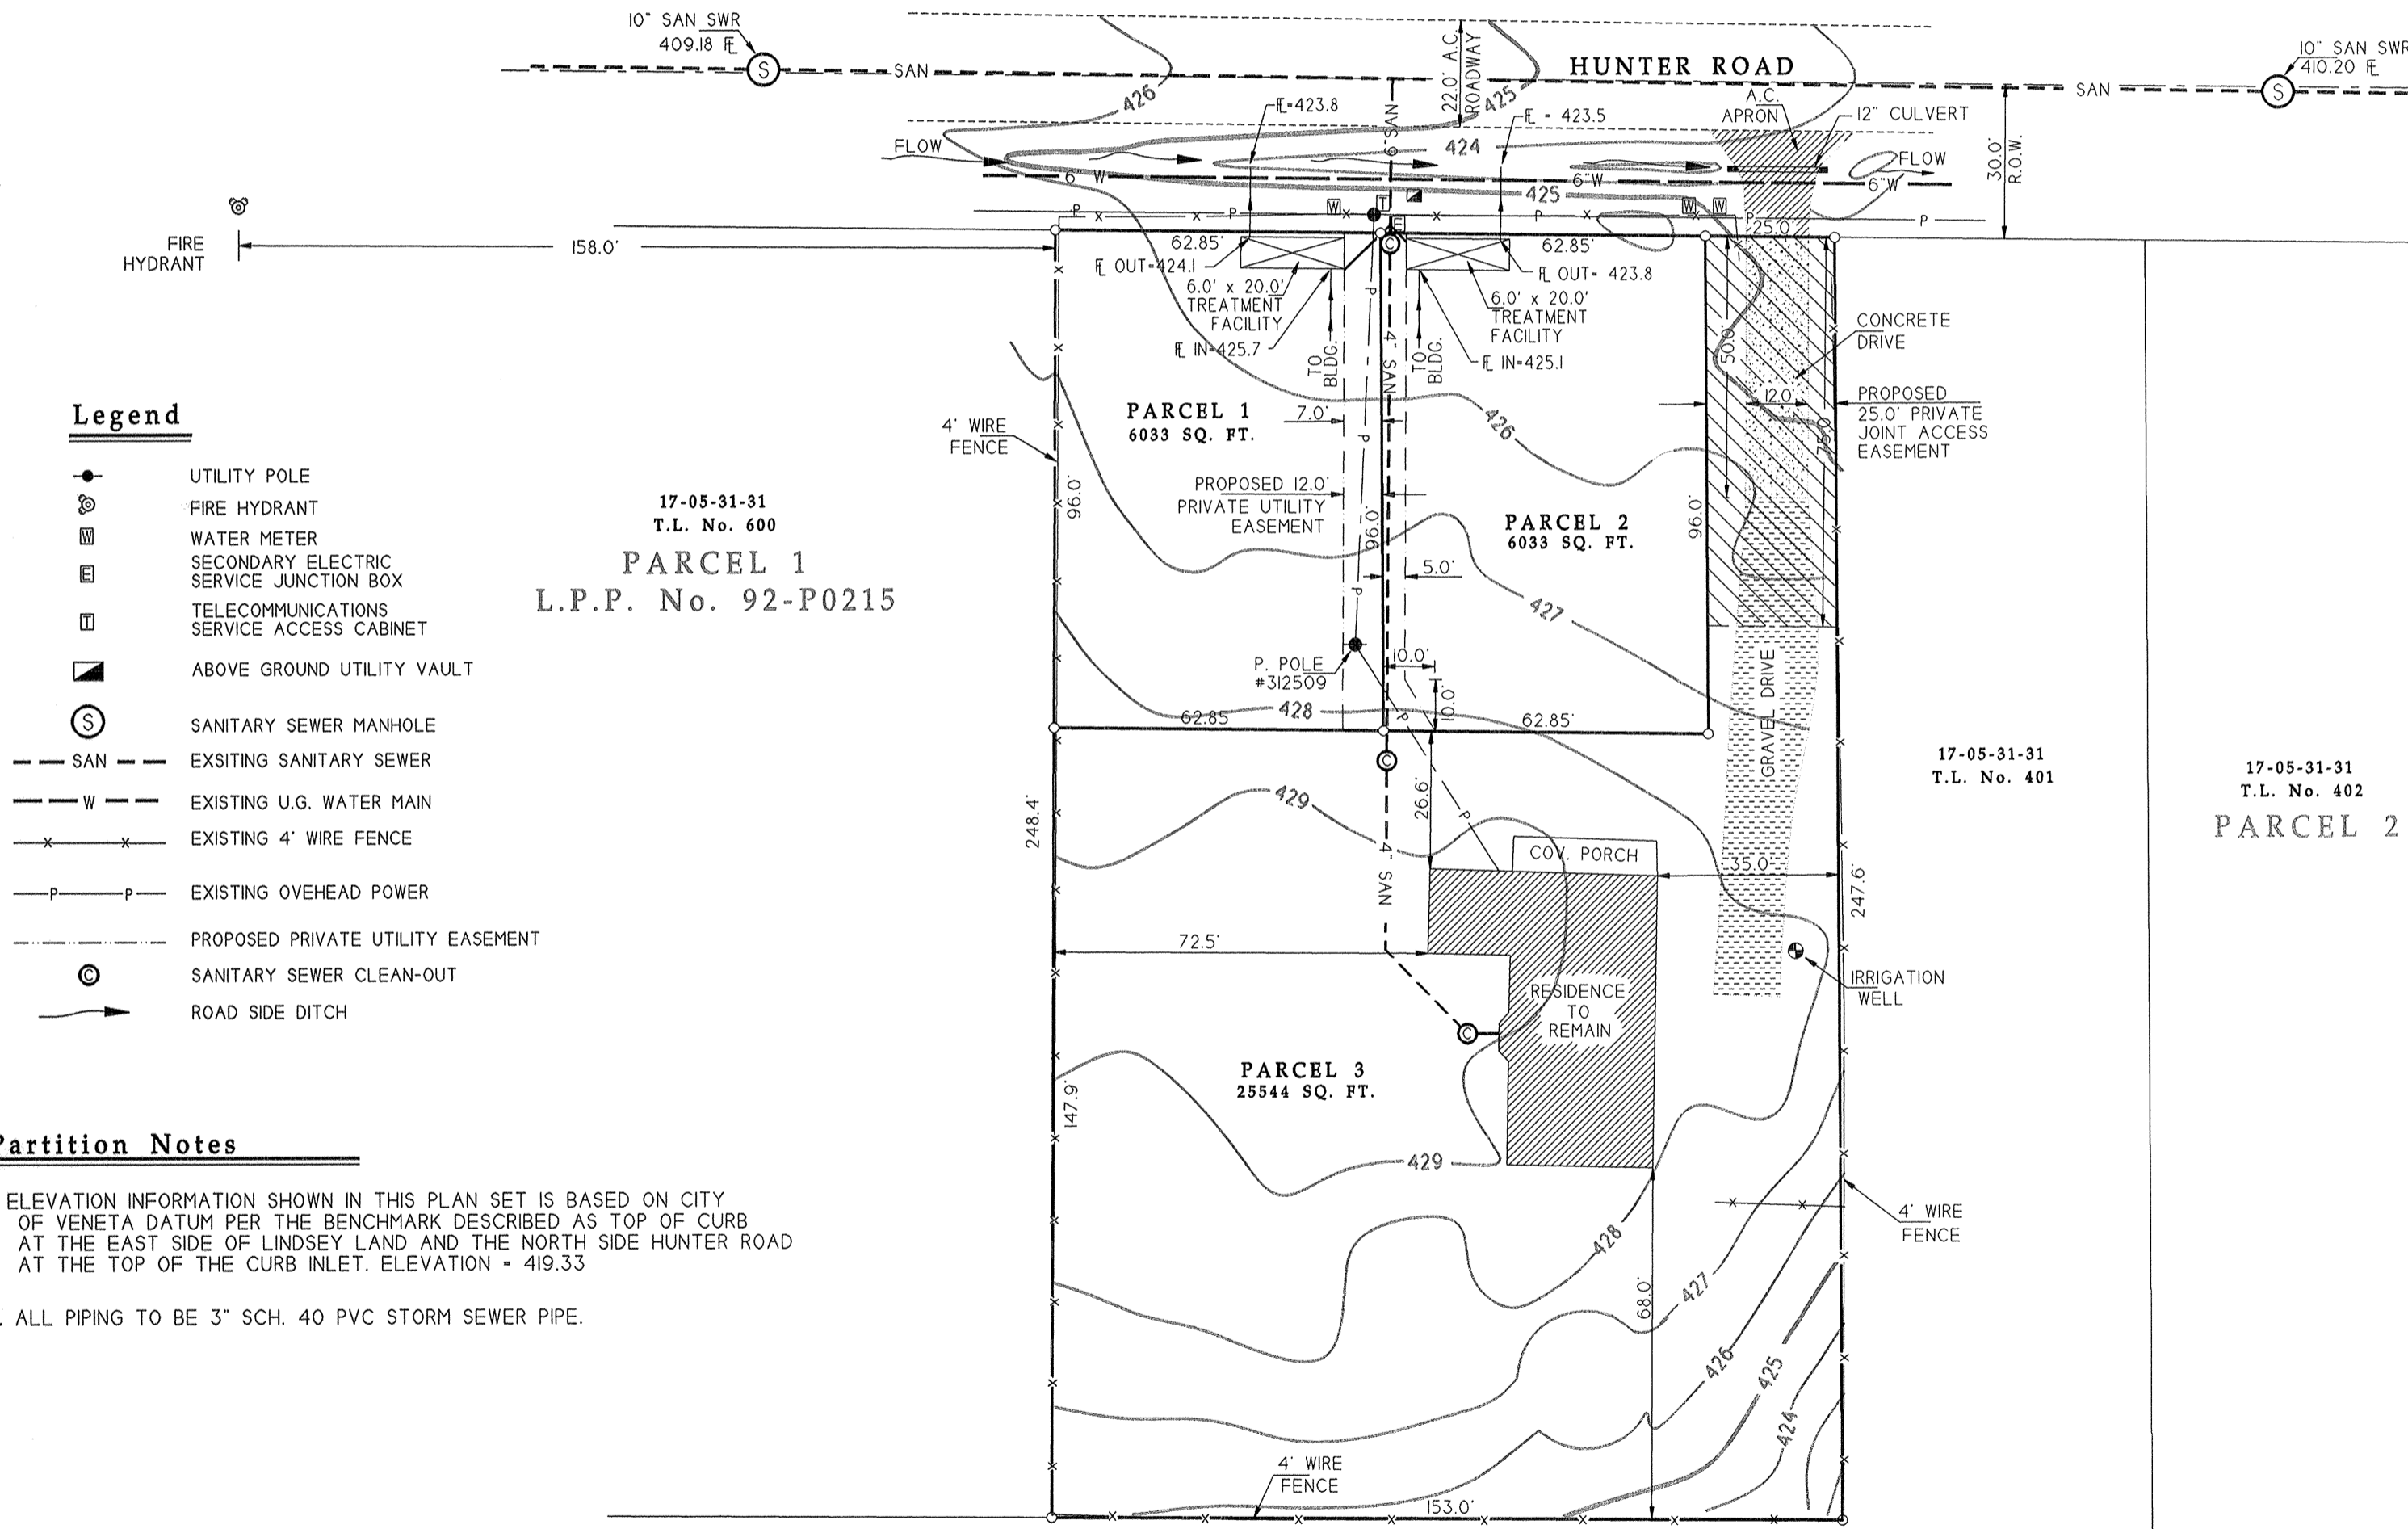 10" SAN SWR
409.18 FL
SAN
HUNTER ROAD
10" SAN SWR
410.20 FL
SAN
22.0' A.C.
ROADWAY
426
425
FL=423.8
6" SAN
FL = 423.5
A.C.
APRON
12" CULVERT
FLOW
424
FLOW
30.0'
R.O.W.
6" W
6"W
6"W
425
W
T
E
W
W
P
P
P
P
P
FIRE
HYDRANT
158.0'
62.85'
62.85'
25.0'
C
FL OUT=424.1
FL OUT= 423.8
6.0' x 20.0'
TREATMENT
FACILITY
6.0' x 20.0'
TREATMENT
FACILITY
FL IN=425.7
FL IN=425.1
TO
BLDG.
TO
BLDG.
4" SAN
50.0'
75.0'
CONCRETE
DRIVE
12.0'
PROPOSED
25.0' PRIVATE
JOINT ACCESS
EASEMENT
PARCEL 1
6033 SQ. FT.
7.0'
426
4' WIRE
FENCE
96.0'
PROPOSED 12.0'
PRIVATE UTILITY
EASEMENT
96.0'
PARCEL 2
6033 SQ. FT.
96.0'
5.0'
427
P. POLE
#312509
10.0'
10.0'
62.85'
428
62.85'
GRAVEL DRIVE
C
Legend
UTILITY POLE
FIRE HYDRANT
W WATER METER
E SECONDARY ELECTRIC
SERVICE JUNCTION BOX
T TELECOMMUNICATIONS
SERVICE ACCESS CABINET
ABOVE GROUND UTILITY VAULT
S SANITARY SEWER MANHOLE
SAN EXSITING SANITARY SEWER
W EXISTING U.G. WATER MAIN
x x EXISTING 4' WIRE FENCE
P P EXISTING OVEHEAD POWER
PROPOSED PRIVATE UTILITY EASEMENT
C SANITARY SEWER CLEAN-OUT
ROAD SIDE DITCH
17-05-31-31
T.L. No. 600
PARCEL 1
L.P.P. No. 92-P0215
17-05-31-31
T.L. No. 401
17-05-31-31
T.L. No. 402
PARCEL 2
248.4'
429
26.6'
4" SAN
COV. PORCH
35.0'
247.6'
72.5'
RESIDENCE
TO
REMAIN
C
IRRIGATION
WELL
PARCEL 3
25544 SQ. FT.
147.9'
429
4' WIRE
FENCE
428
427
68.0'
426
425
424
4' WIRE
FENCE
153.0'
Partition Notes
ELEVATION INFORMATION SHOWN IN THIS PLAN SET IS BASED ON CITY
OF VENETA DATUM PER THE BENCHMARK DESCRIBED AS TOP OF CURB
AT THE EAST SIDE OF LINDSEY LAND AND THE NORTH SIDE HUNTER ROAD
AT THE TOP OF THE CURB INLET. ELEVATION = 419.33
. ALL PIPING TO BE 3" SCH. 40 PVC STORM SEWER PIPE.